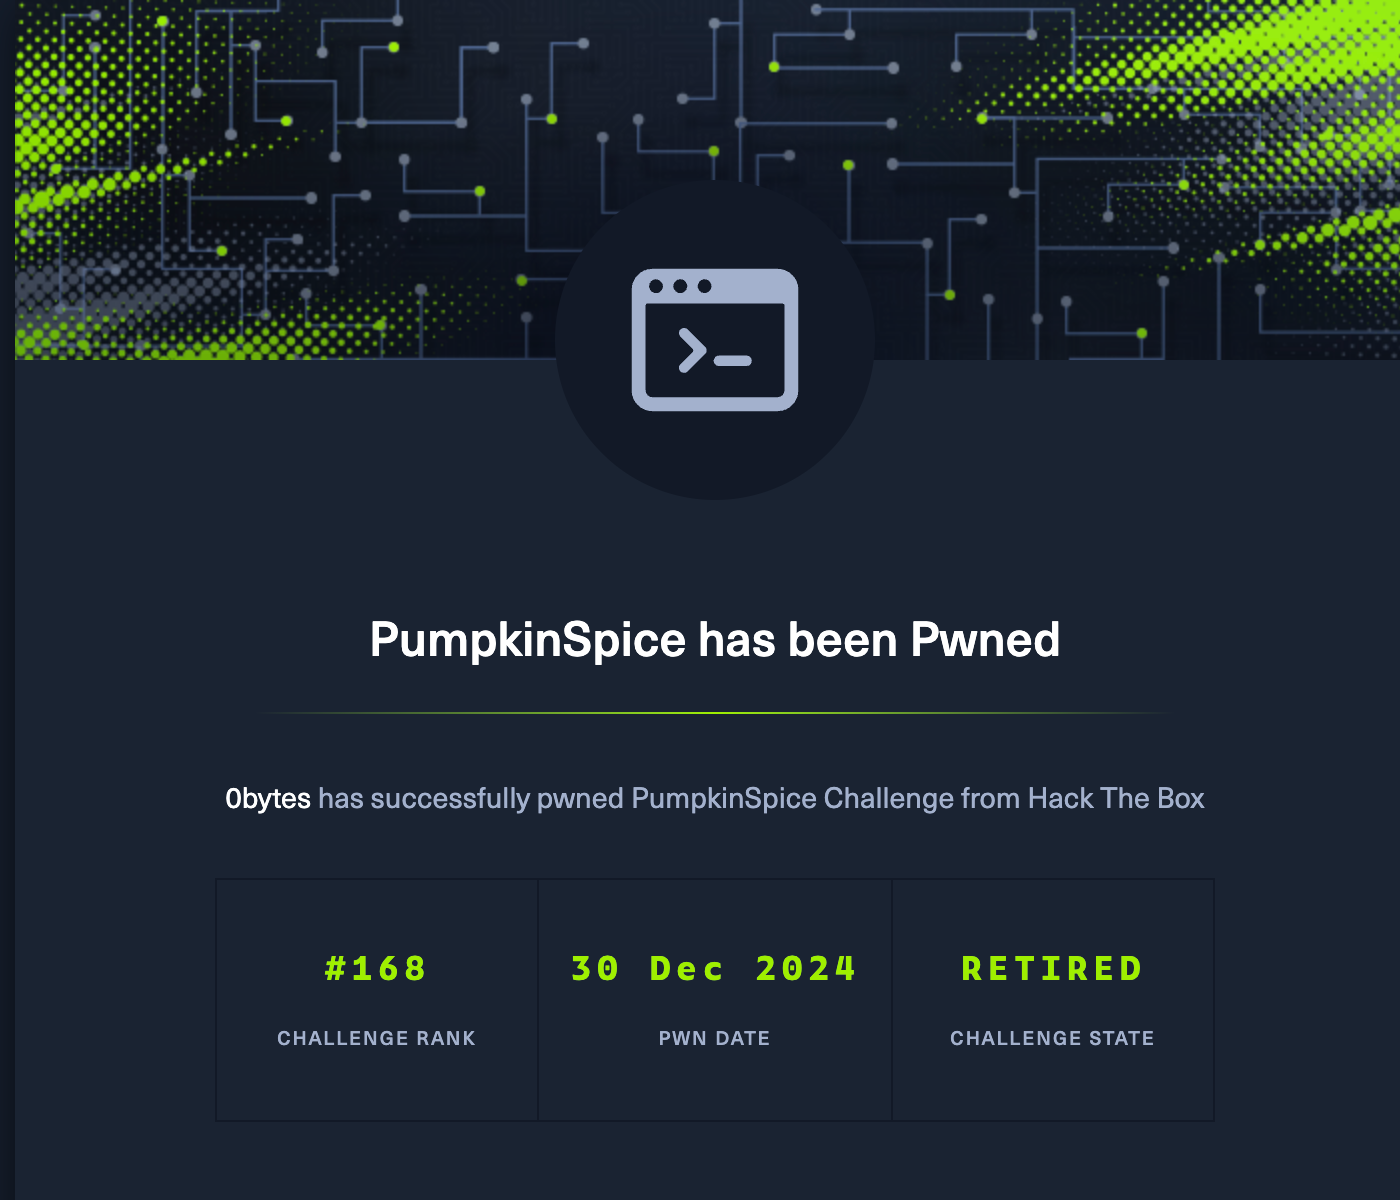 PumpkinSpice has been Pwned
0bytes has successfully pwned PumpkinSpice Challenge from Hack The Box
#168
CHALLENGE RANK
30 Dec 2024
PWN DATE
RETIRED
CHALLENGE STATE